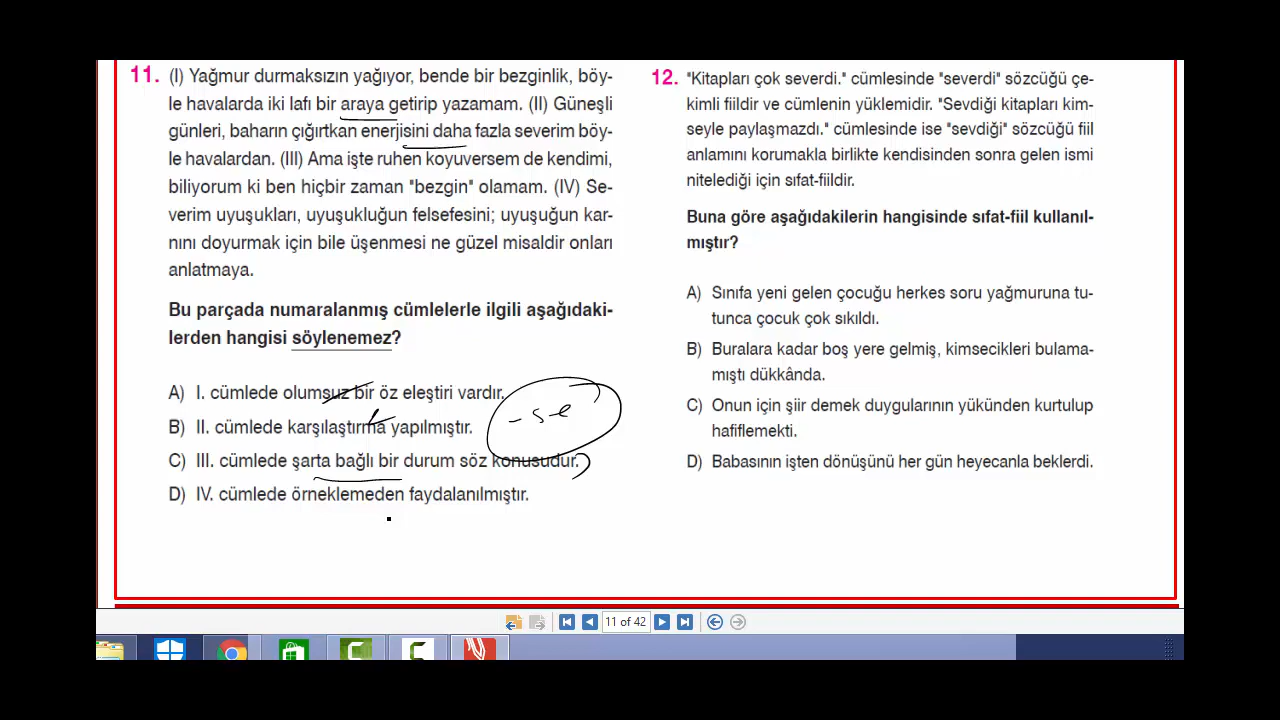 11. (I) Yağmur durmaksızın yağıyor, bende bir bezginlik, böy-
le havalarda iki lafı bir araya getirip yazamam. (II) Güneşli
günleri, baharın çığırtkan enerjisini daha fazla severim böy-
le havalardan. (III) Ama işte ruhen koyuversem de kendimi,
biliyorum ki ben hiçbir zaman "bezgin" olamam. (IV) Se-
verim uyuşukları, uyuşukluğun felsefesini; uyuşuğun kar-
nını doyurmak için bile üşenmesi ne güzel misaldir onları
anlatmaya.
Bu parçada numaralanmış cümlelerle ilgili aşağıdaki-
lerden hangisi söylenemez?
A) I. cümlede olumsuz bir öz eleştiri vardır.
B) II. cümlede karşılaştırma yapılmıştır.
C) III. cümlede şarta bağlı bir durum söz konusudur.
D) IV. cümlede örneklemeden faydalanılmıştır.
-se
12. "Kitapları çok severdi." cümlesinde "severdi" sözcüğü çe-
kimli fiildir ve cümlenin yüklemidir. "Sevdiği kitapları kim-
seyle paylaşmazdı." cümlesinde ise "sevdiği" sözcüğü fiil
anlamını korumakla birlikte kendisinden sonra gelen ismi
nitelediği için sıfat-fiildir.
Buna göre aşağıdakilerin hangisinde sıfat-fiil kullanıl-
mıştır?
A) Sınıfa yeni gelen çocuğu herkes soru yağmuruna tu-
tunca çocuk çok sıkıldı.
B) Buralara kadar boş yere gelmiş, kimsecikleri bulama-
mıştı dükkânda.
C) Onun için şiir demek duygularının yükünden kurtulup
hafiflemekti.
D) Babasının işten dönüşünü her gün heyecanla beklerdi.
11 of 42